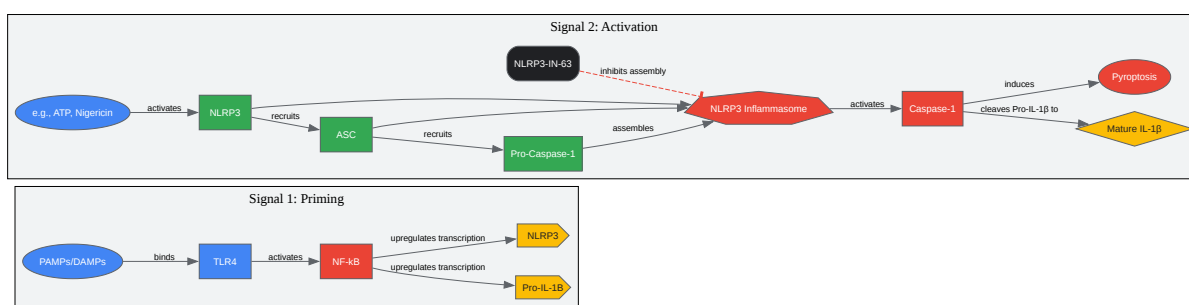 Signal 2: Activation
NLRP3-IN-63
inhibits assembly
induces
Pyroptosis
e.g., ATP, Nigericin
activates
NLRP3
recruits
ASC
recruits
Pro-Caspase-1
assembles
NLRP3 Inflammasome
activates
Caspase-1
cleaves Pro-IL-1β to
Mature IL-1β
Signal 1: Priming
PAMPs/DAMPs
binds
TLR4
activates
NF-kB
upregulates transcription
NLRP3
upregulates transcription
Pro-IL-1B